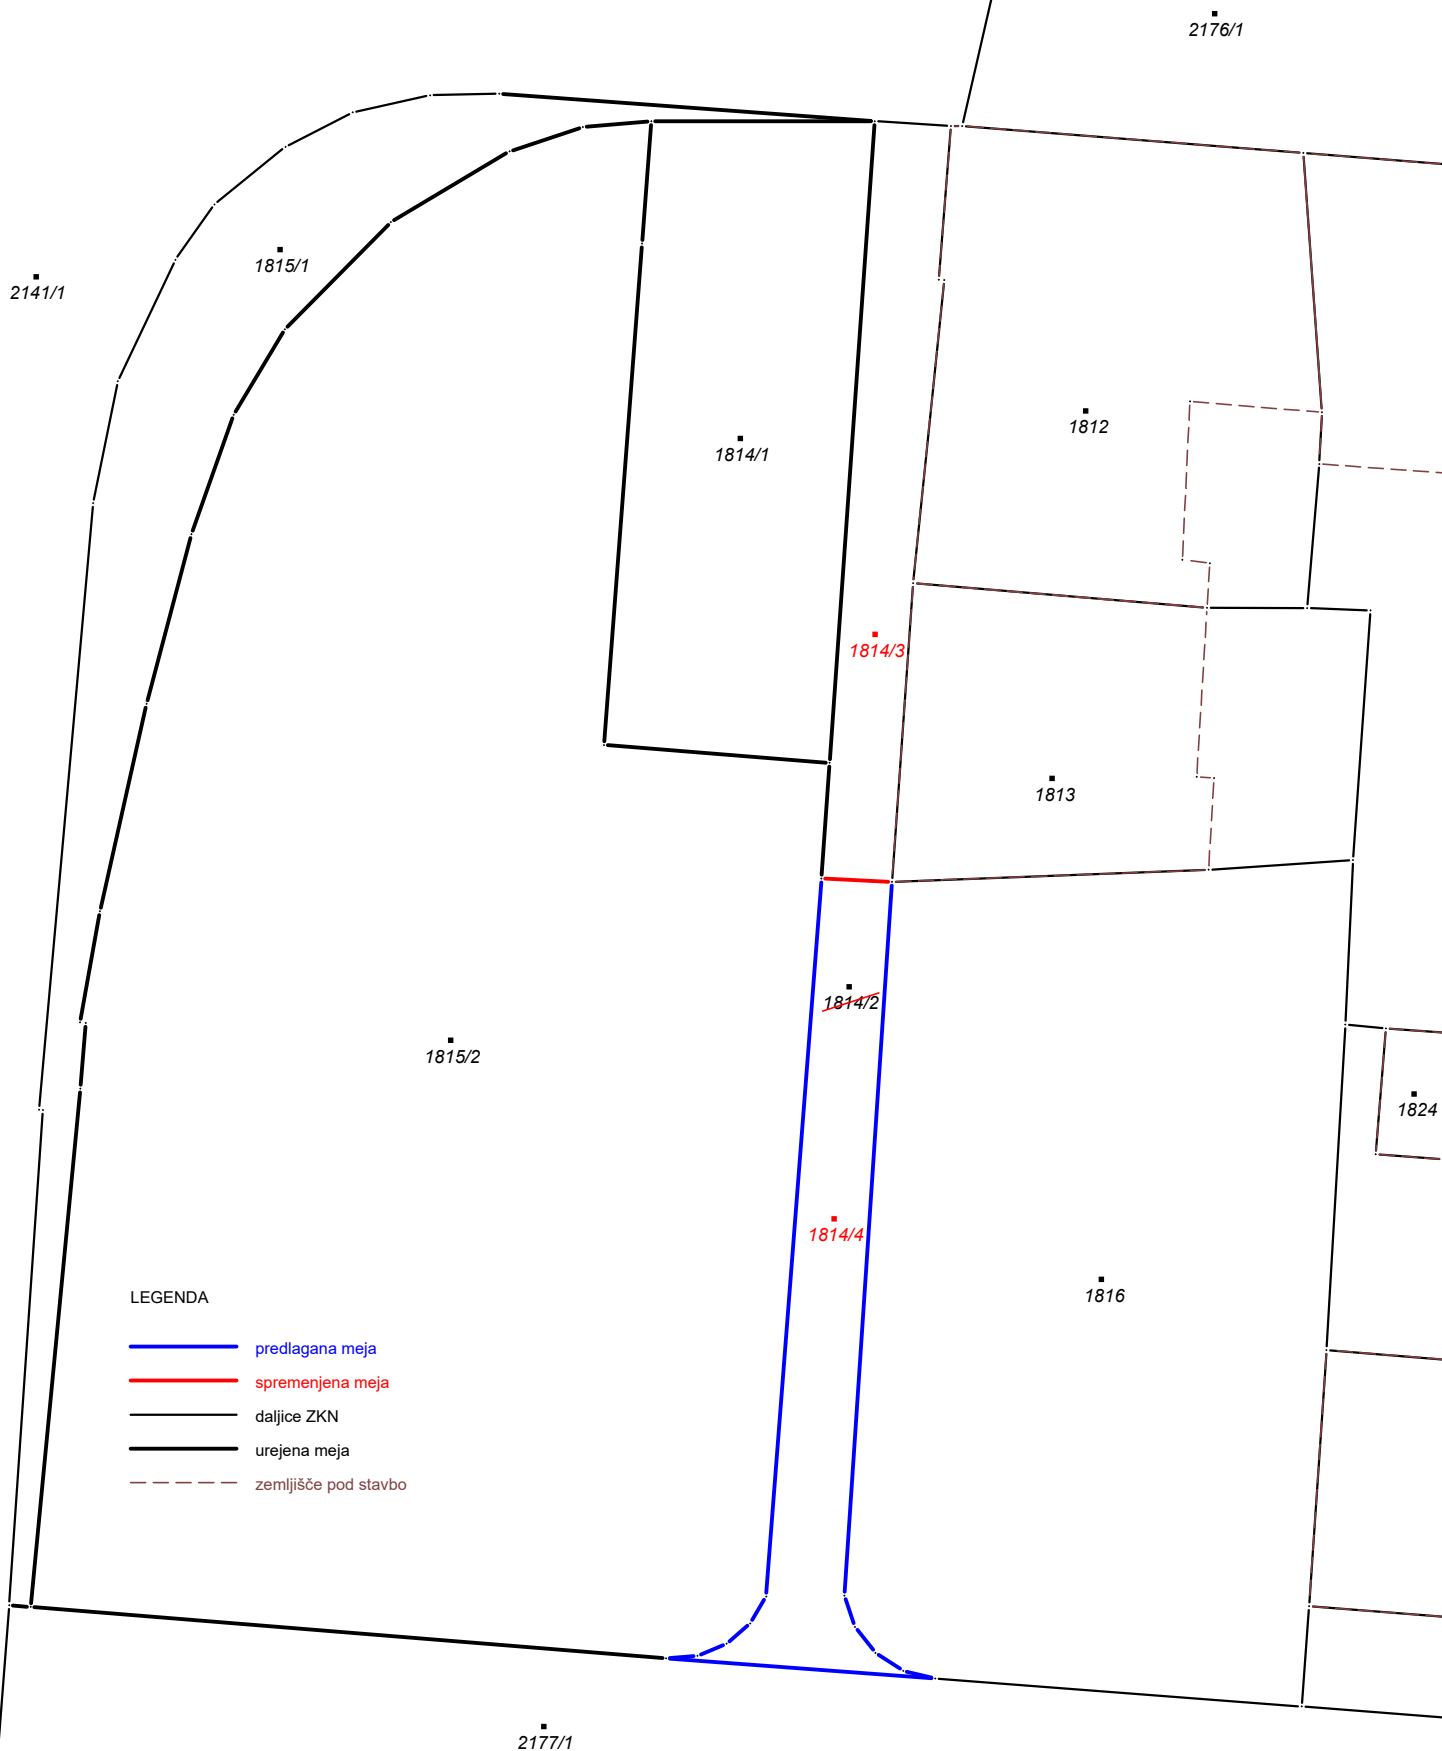 2176/1
1815/1
2141/1
1812
1814/1
1814/3
1813
1814/2
1815/2
1824
1814/4
1816
LEGENDA
predlagana meja
spremenjena meja
daljice ZKN
urejena meja
zemljišče pod stavbo
2177/1